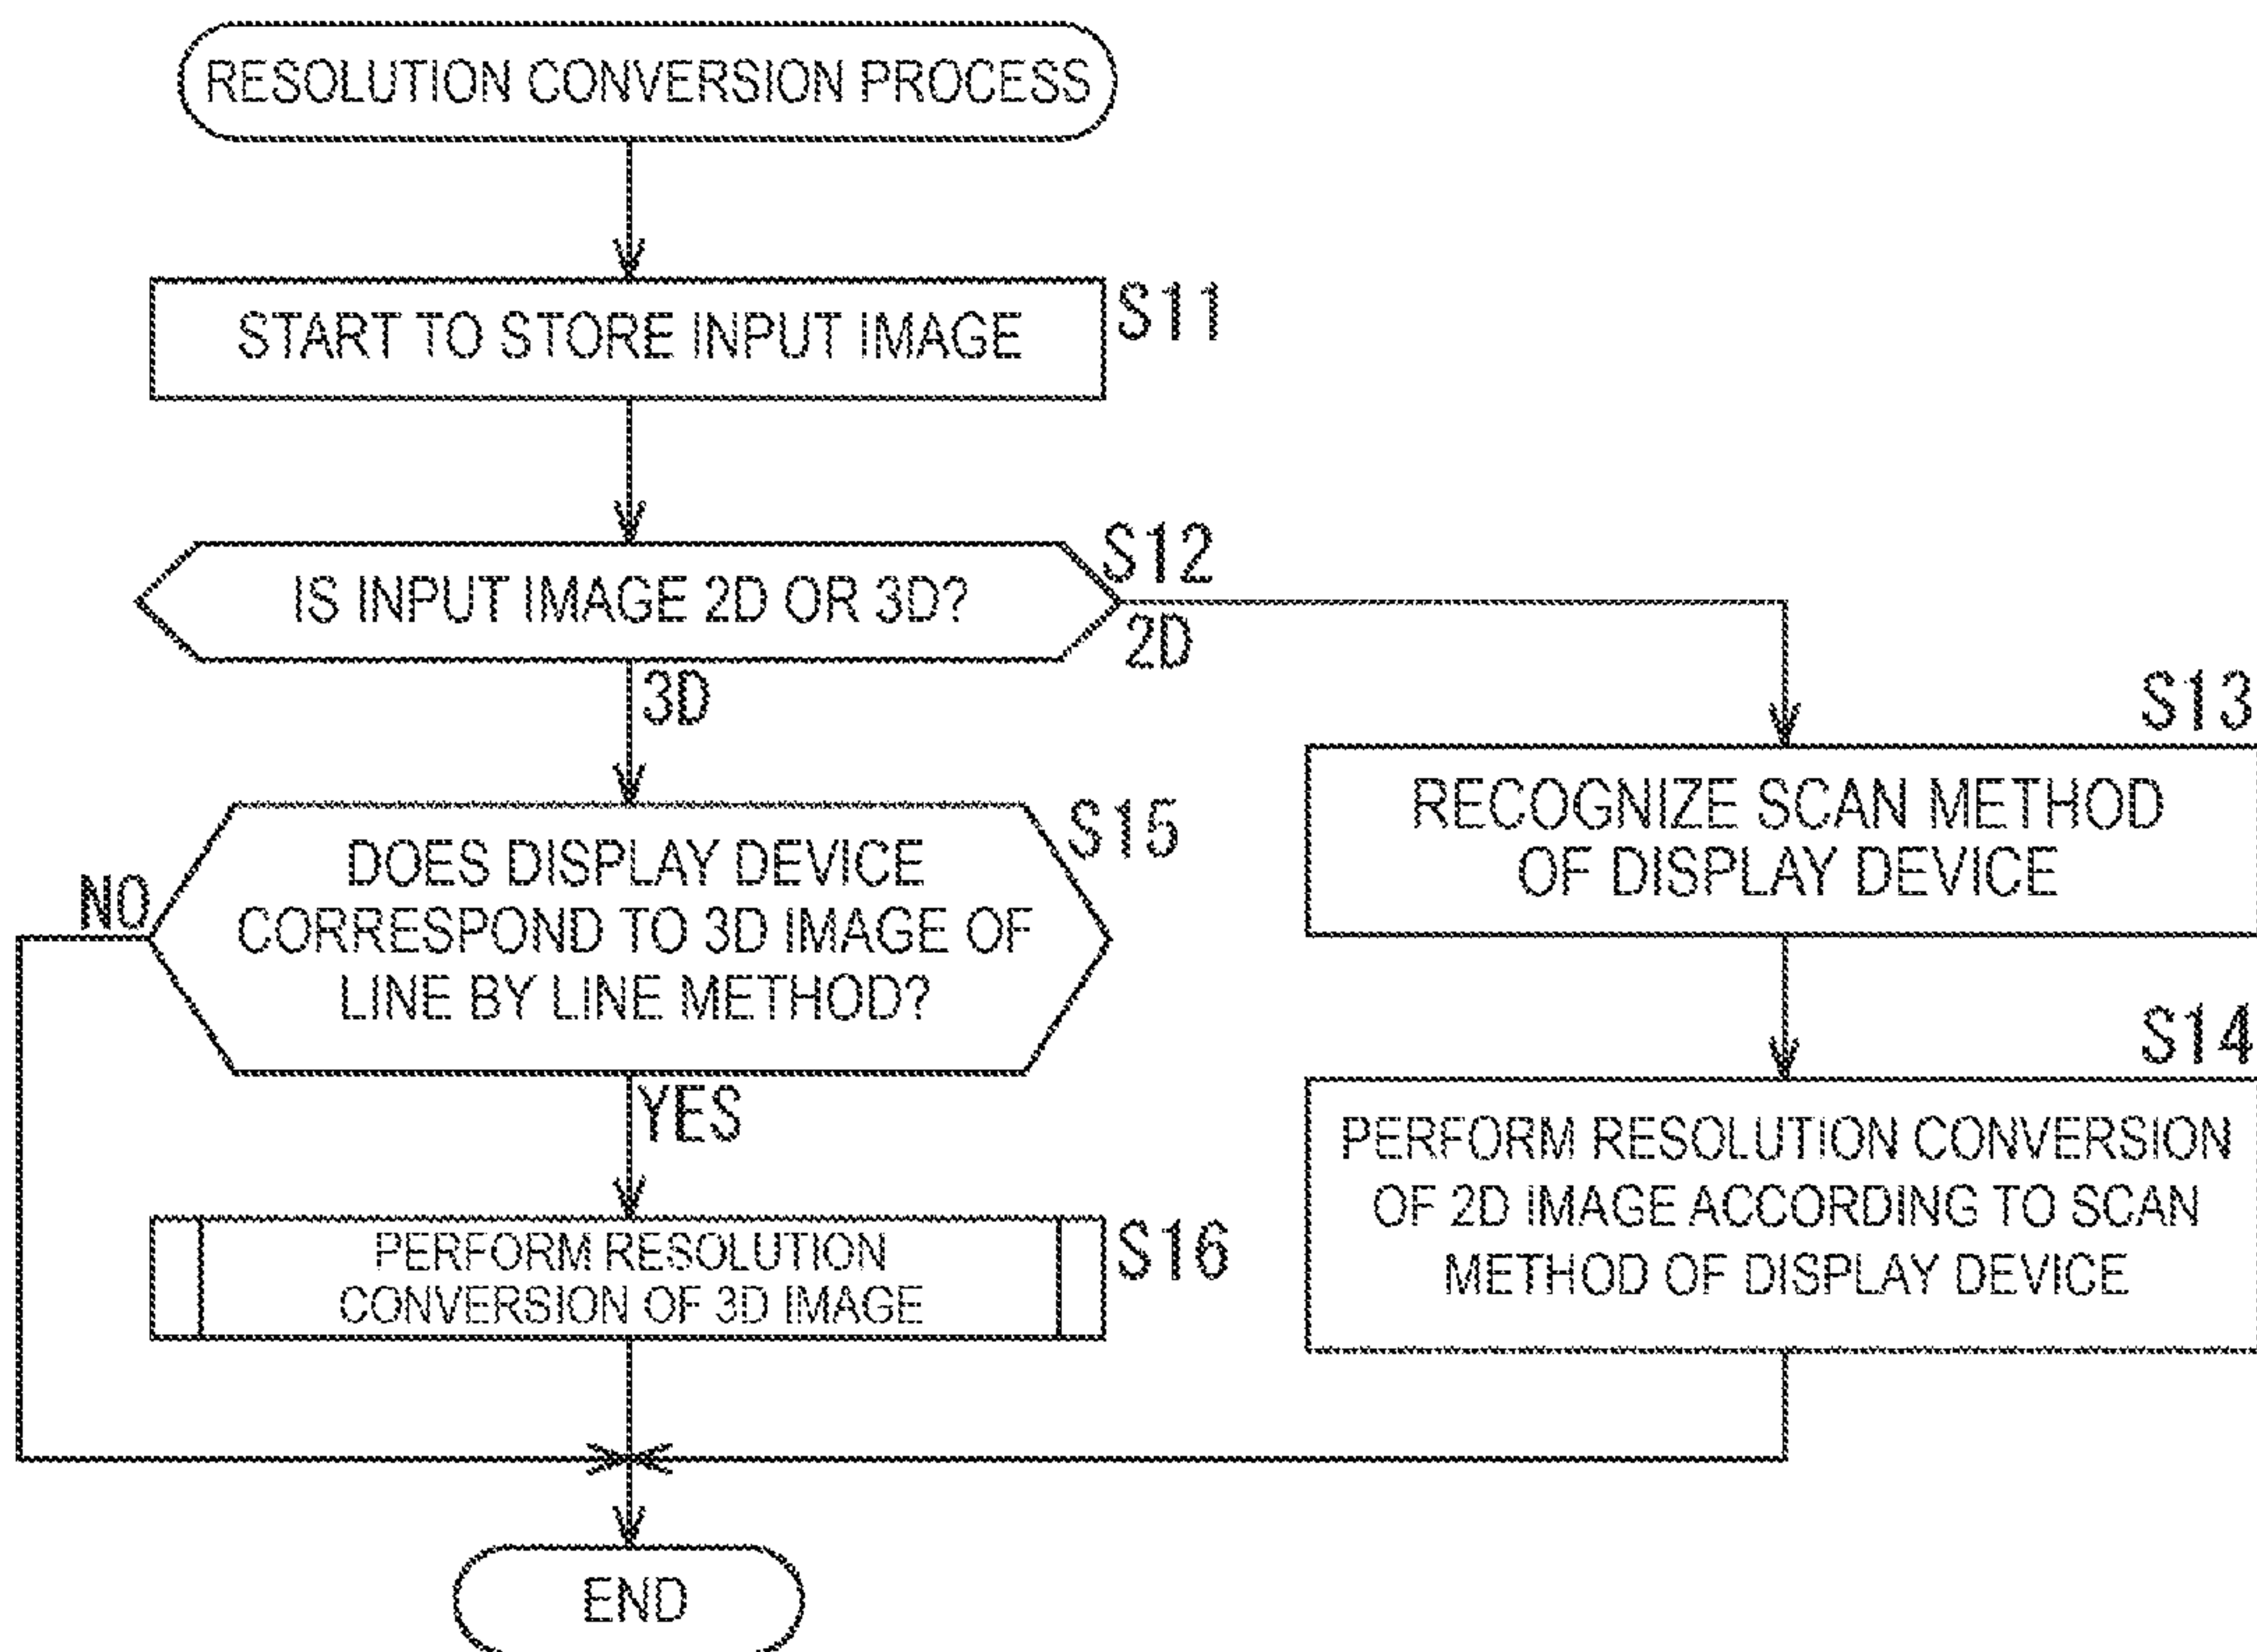 RESOLUTION CONVERSION PROCESS
START TO STORE INPUT IMAGE
S11
IS INPUT IMAGE 2D OR 3D?
S12
2D
3D
S13
RECOGNIZE SCAN METHOD
OF DISPLAY DEVICE
S15
DOES DISPLAY DEVICE
CORRESPOND TO 3D IMAGE OF
LINE BY LINE METHOD?
NO
YES
S14
PERFORM RESOLUTION CONVERSION
OF 2D IMAGE ACCORDING TO SCAN
METHOD OF DISPLAY DEVICE
PERFORM RESOLUTION
CONVERSION OF 3D IMAGE
S16
END